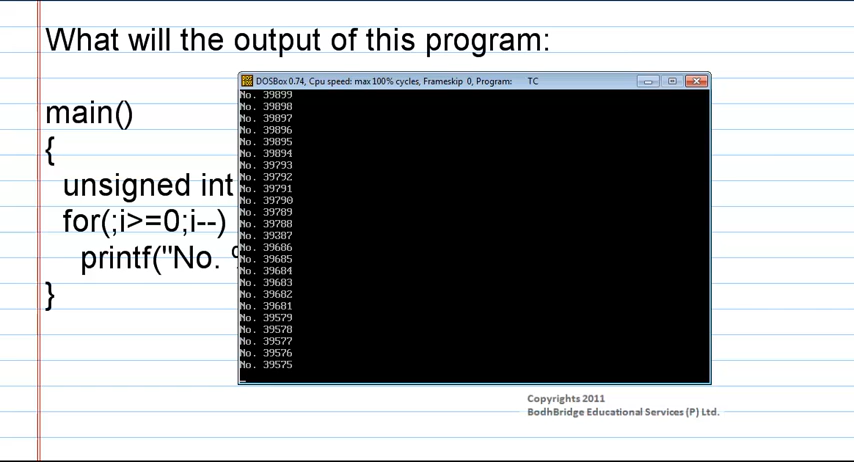 What will the output of this program:
DOSBox 0.74, Cpu speed: max 100% cycles, Frameskip 0, Program: TC
main()
{
unsigned int
for(;i>=0;i--)
printf("No.
}
No. 39899
No. 39898
No. 39897
No. 39896
No. 39895
No. 39894
No. 39793
No. 39792
No. 39791
No. 39790
No. 39789
No. 39788
No. 39387
No. 39686
No. 39685
No. 39684
No. 39683
No. 39682
No. 39681
No. 39579
No. 39578
No. 39577
No. 39576
No. 39575
Copyrights 2011
BodhBridge Educational Services (P) Ltd.